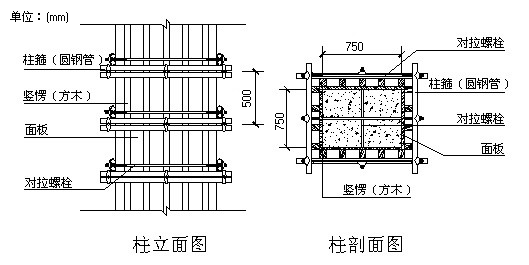 单位：(mm)
柱箍（圆钢管）
竖愣（方木）
面板
对拉螺栓
500
柱立面图
750
750
对拉螺栓
柱箍（圆钢管）
对拉螺栓
面板
竖愣（方木）
柱剖面图